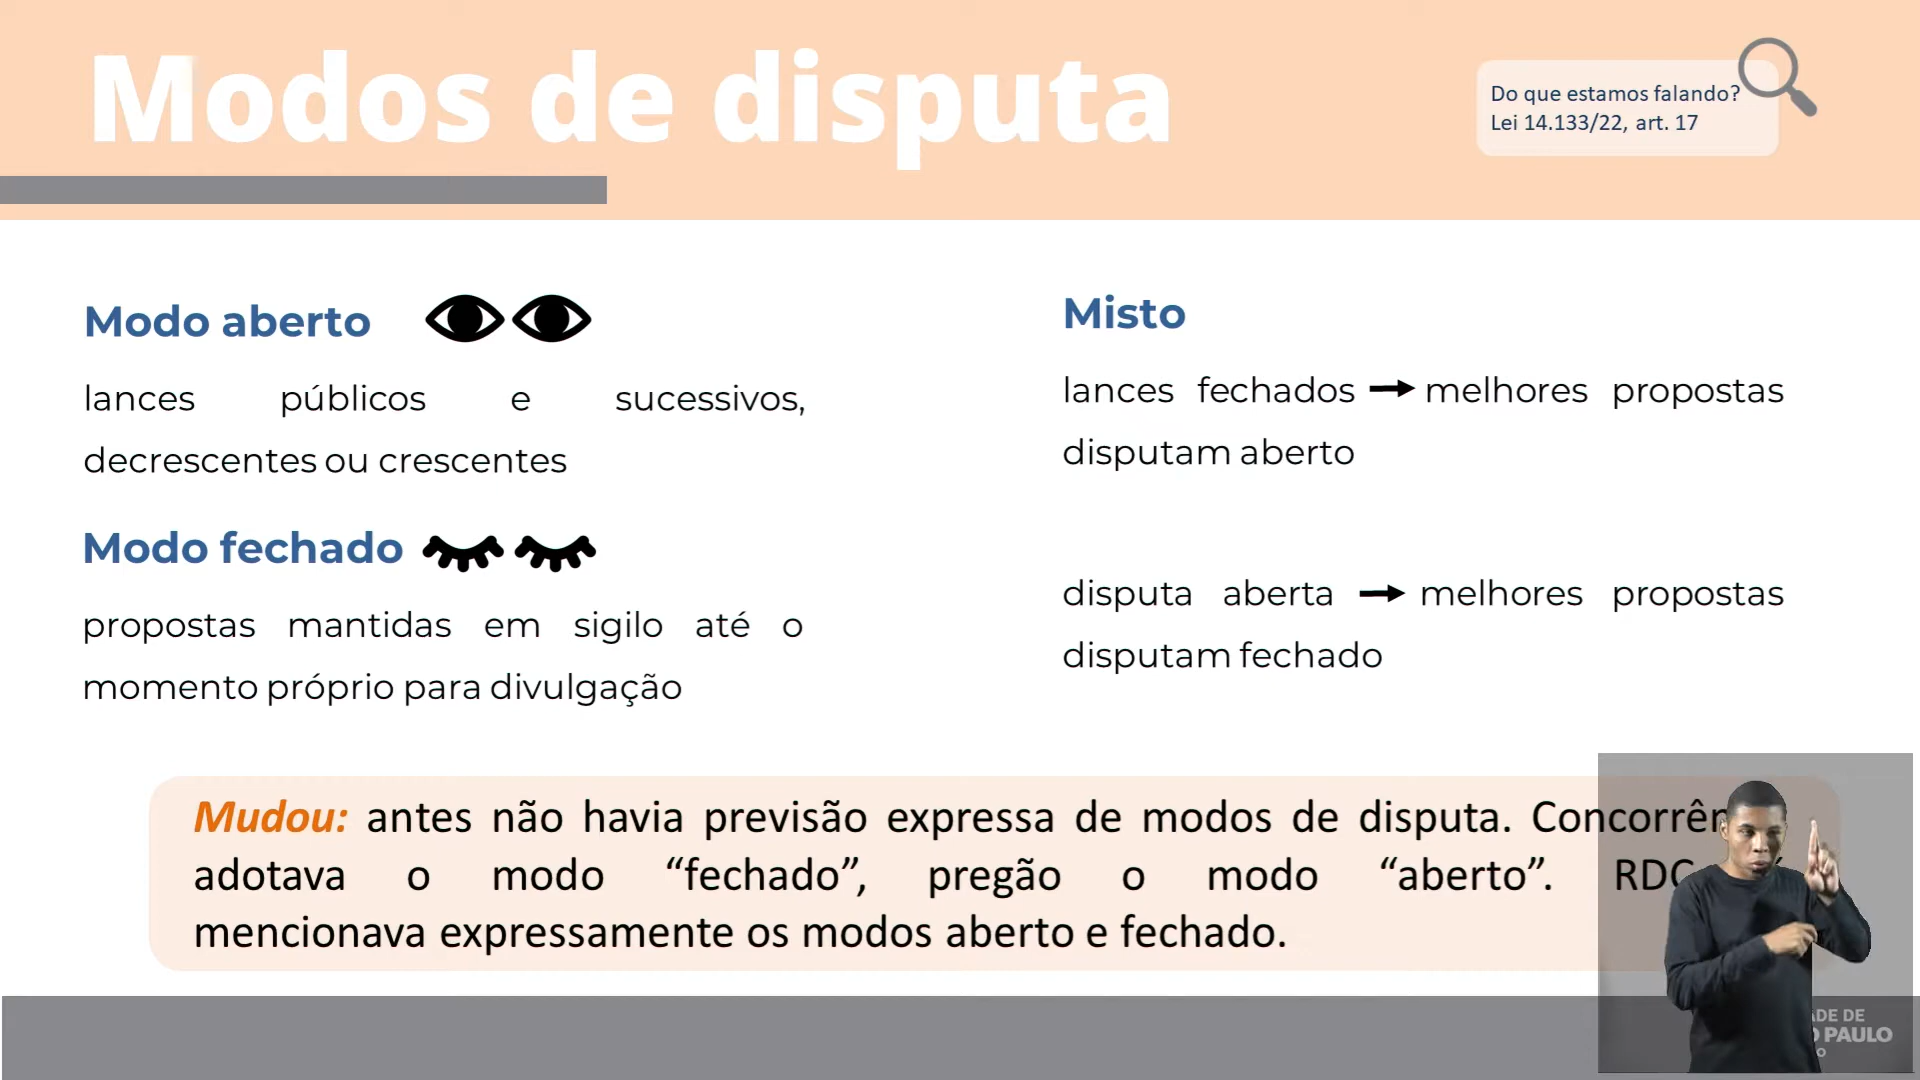 Modos de disputa
Do que estamos falando?
Lei 14.133/22, art. 17
Modo aberto
lances públicos e sucessivos,
decrescentes ou crescentes
Modo fechado
propostas mantidas em sigilo até o
momento próprio para divulgação
Misto
lances fechados → melhores propostas
disputam aberto
disputa aberta → melhores propostas
disputam fechado
Mudou: antes não havia previsão expressa de modos de disputa.
adotava o modo “fechado”, pregão o modo “aberto”. RDC
mencionava expressamente os modos aberto e fechado.
PAULO